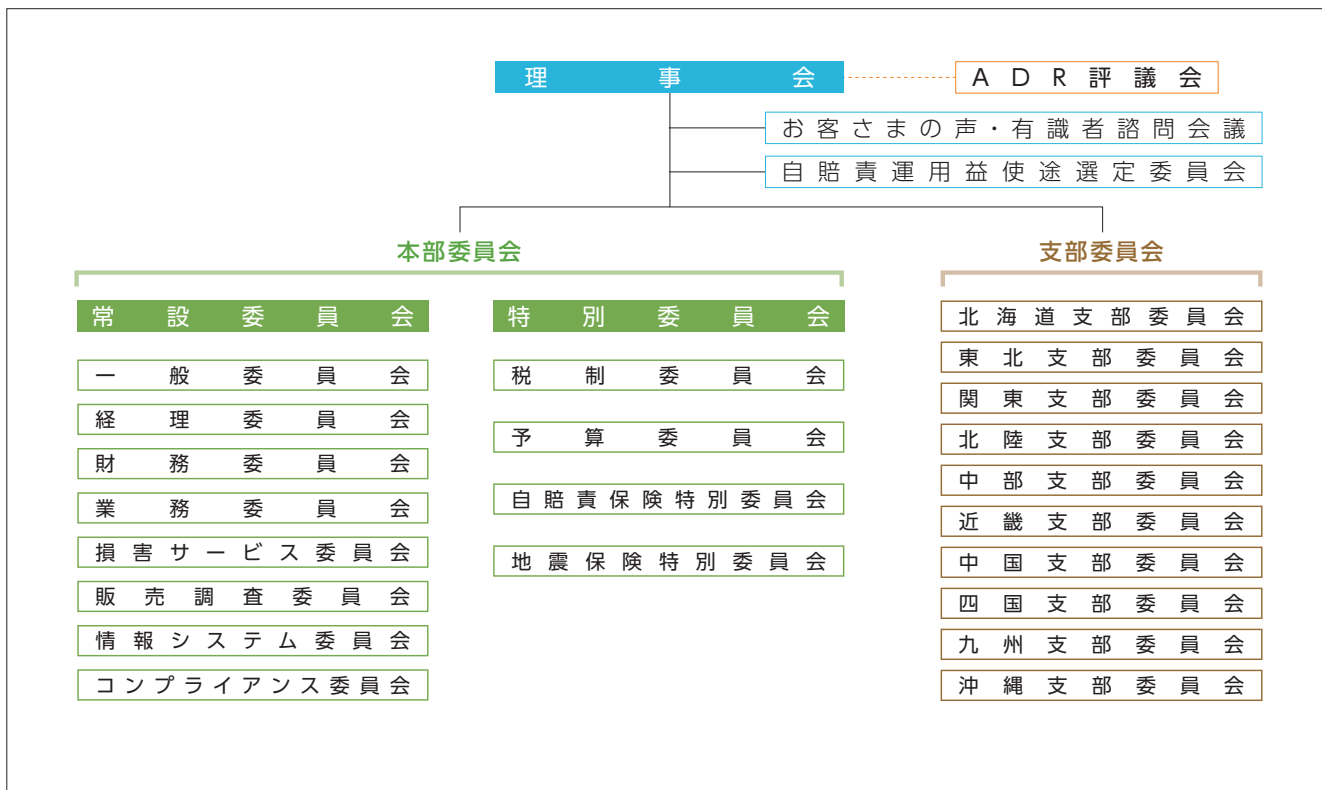 理事会
ADR評議会
お客さまの声・有識者諮問会議
自賠責運用益使途選定委員会
本部委員会
常設委員会
一般委員会
経理委員会
財務委員会
業務委員会
損害サービス委員会
販売調査委員会
情報システム委員会
コンプライアンス委員会
特別委員会
税制委員会
予算委員会
自賠責保険特別委員会
地震保険特別委員会
支部委員会
北海道支部委員会
東北支部委員会
関東支部委員会
北陸支部委員会
中部支部委員会
近畿支部委員会
中国支部委員会
四国支部委員会
九州支部委員会
沖縄支部委員会